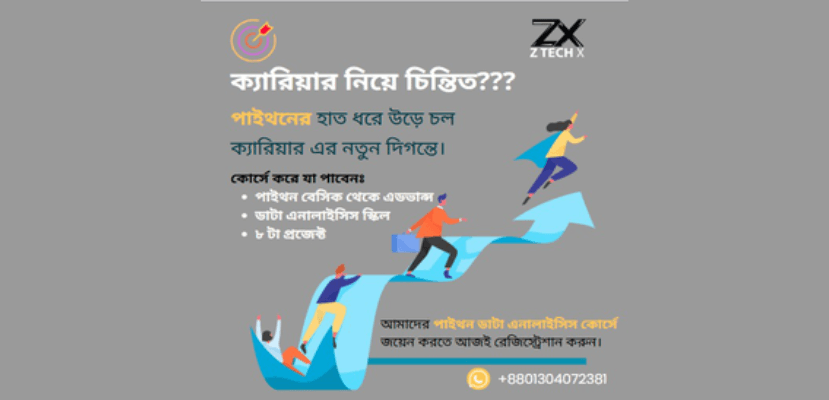 ZX
Z TECH X
ক্যারিয়ার নিয়ে চিন্তিত???
পাইথনের হাত ধরে উড়ে চল
ক্যারিয়ার এর নতুন দিগন্তে।
কোর্সে করে যা পাবেনঃ
• পাইথন বেসিক থেকে এডভান্স
• ডাটা এনালাইসিস স্কিল
• ৮ টা প্রজেক্ট
আমাদের পাইথন ডাটা এনালাইসিস কোর্সে
জয়েন করতে আজই রেজিস্ট্রেশান করুন।
+8801304072381